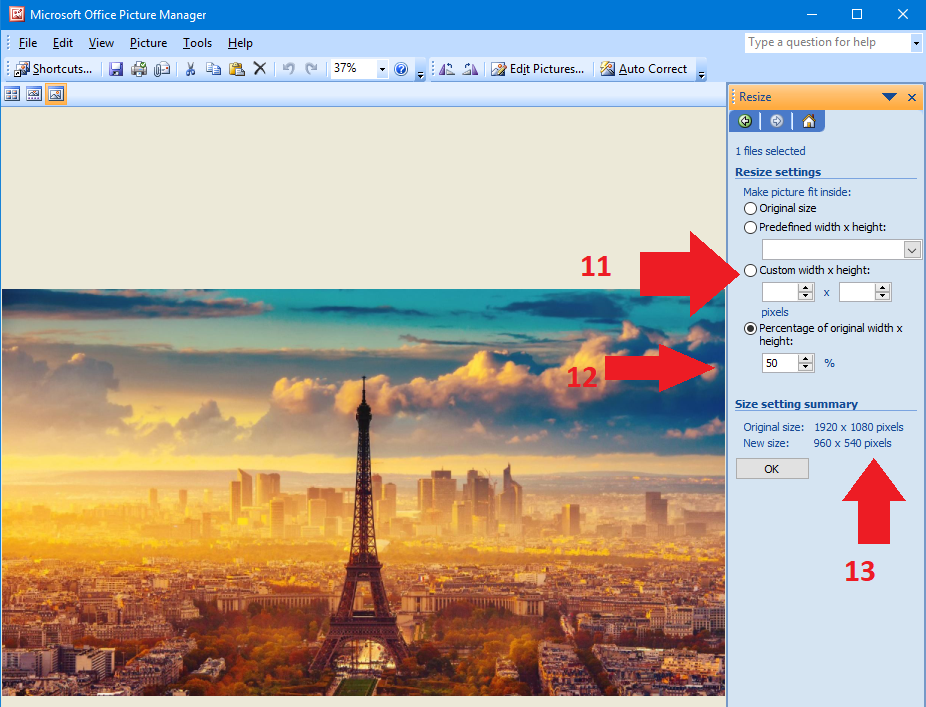 Microsoft Office Picture Manager
File Edit View Picture Tools Help
Type a question for help
Shortcuts...
37%
Edit Pictures...
Auto Correct
Resize
1 files selected
Resize settings
Make picture fit inside:
Original size
Predefined width x height:
11
Custom width x height:
x
pixels
Percentage of original width x
height:
12
50 %
Size setting summary
Original size: 1920 x 1080 pixels
New size: 960 x 540 pixels
OK
13